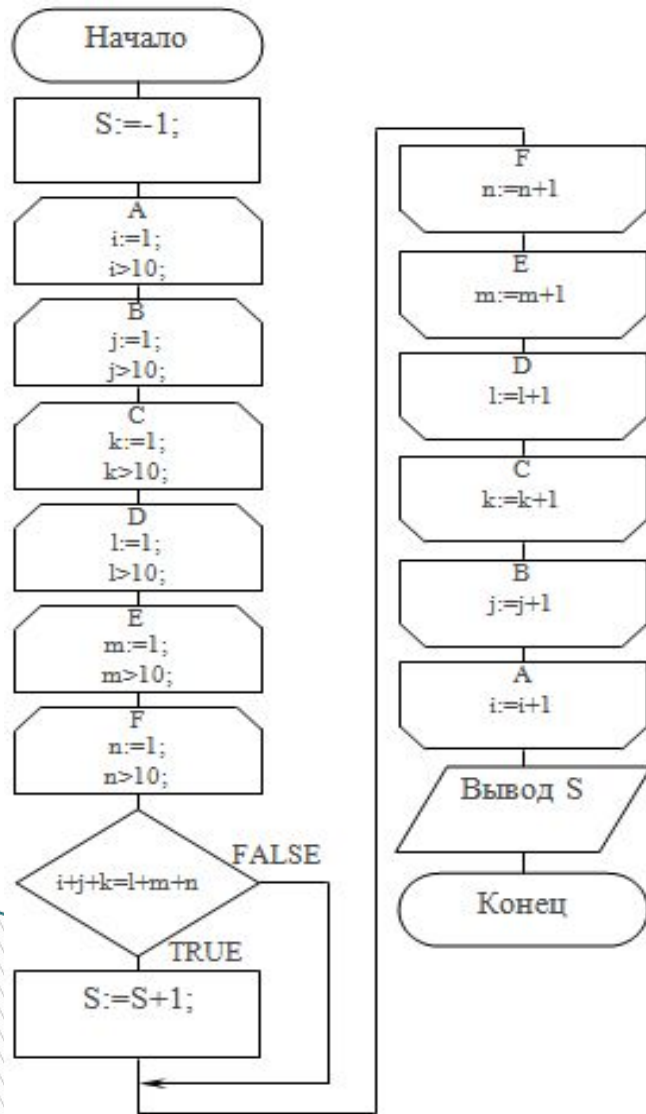 Начало
S:=-1;
A
i:=1;
i>10;
B
j:=1;
j>10;
C
k:=1;
k>10;
D
l:=1;
l>10;
E
m:=1;
m>10;
F
n:=1;
n>10;
i+j+k=l+m+n
FALSE
TRUE
S:=S+1;
F
n:=n+1
E
m:=m+1
D
l:=l+1
C
k:=k+1
B
j:=j+1
A
i:=i+1
Вывод S
Конец